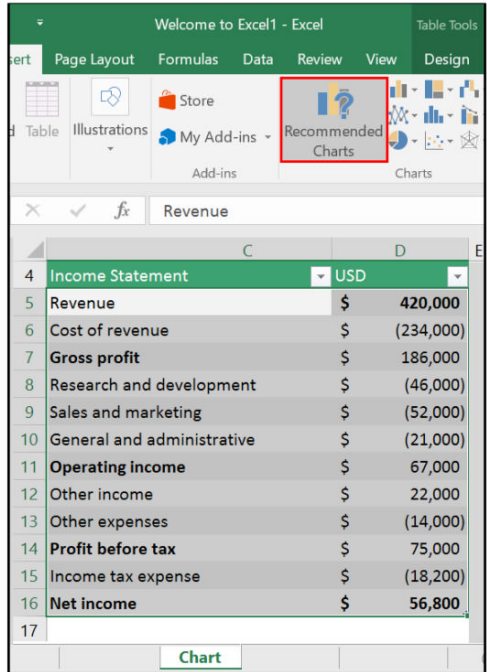 Welcome to Excel1 - Excel
Table Tools
sert Page Layout Formulas Data Review View Design
Table
Illustrations
Store
My Add-ins
Add-ins
Recommended
Charts
Charts
fx Revenue
C D E
4 Income Statement USD
5 Revenue $ 420,000
6 Cost of revenue $ (234,000)
7 Gross profit $ 186,000
8 Research and development $ (46,000)
9 Sales and marketing $ (52,000)
10 General and administrative $ (21,000)
11 Operating income $ 67,000
12 Other income $ 22,000
13 Other expenses $ (14,000)
14 Profit before tax $ 75,000
15 Income tax expense $ (18,200)
16 Net income $ 56,800
17
Chart